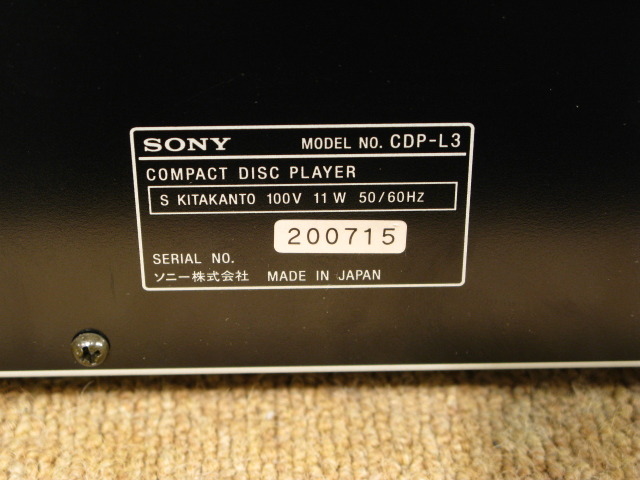 SONY MODEL NO. CDP-L3
COMPACT DISC PLAYER
S KITAKANTO 100V 11W 50/60HZ
200715
SERIAL NO.
ソニー株式会社 MADE IN JAPAN